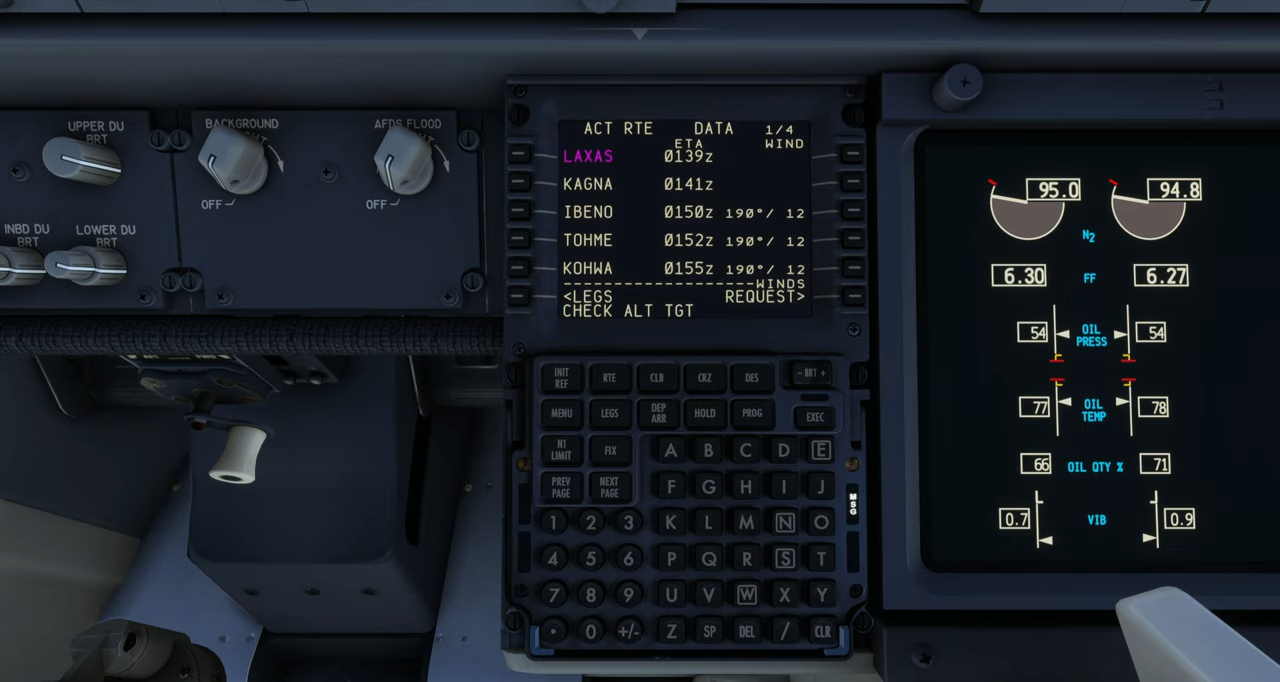 UPPER DU
BRT
BACKGROUND
AFDS FLOOD
OFF
OFF
INBD DU
BRT
LOWER DU
BRT
ACT RTE DATA 1/4
ETA WIND
LAXAS 0139z
KAGNA 0141z
IBENO 0150z 190°/ 12
TOHME 0152z 190°/ 12
KOHWA 0155z 190°/ 12
------------------WINDS
<LEGS REQUEST>
CHECK ALT TGT
INIT
REF
RTE
CLB
CRZ
DES
- BRT +
MENU
LEGS
DEP
ARR
HOLD
PROG
EXEC
N1
LIMIT
FIX
PREV
PAGE
NEXT
PAGE
A B C D E
F G H I J
1 2 3 K L M N O
4 5 6 P Q R S T
7 8 9 U V W X Y
. 0 +/- Z SP DEL / CLR
MSG
95.0 94.8
N2
6.30 FF 6.27
54 OIL
PRESS 54
77 OIL
TEMP 78
66 OIL QTY % 71
0.7 VIB 0.9